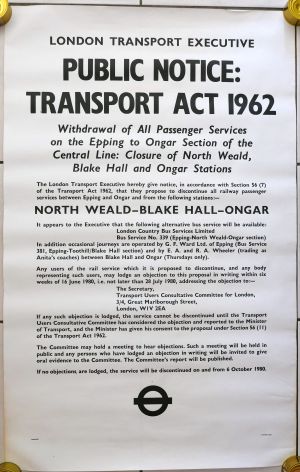 LONDON TRANSPORT EXECUTIVE
PUBLIC NOTICE:
TRANSPORT ACT 1962
Withdrawal of All Passenger Services
on the Epping to Ongar Section of the
Central Line: Closure of North Weald,
Blake Hall and Ongar Stations
The London Transport Executive hereby give notice, in accordance with Section 56 (7)
of the Transport Act 1962, that they propose to discontinue all railway passenger
services between Epping and Ongar and from the following stations:—
NORTH WEALD–BLAKE HALL–ONGAR
It appears to the Executive that the following alternative bus service will be available:
London Country Bus Services Limited
Bus Service No. 339 (Epping-North Weald-Ongar section)
In addition occasional journeys are operated by G. F. Ward Ltd. of Epping (Bus Service
381, Epping-Toothill/Blake Hall section) and by E. A. and R. A. Wheeler (trading as
Anita's coaches) between Blake Hall and Ongar (Thursdays only).
Any users of the rail service which it is proposed to discontinue, and any body
representing such users, may lodge an objection to this proposal in writing within six
weeks of 16 June 1980, i.e. not later than 28 July 1980, addressing the objection to:—
The Secretary,
Transport Users Consultative Committee for London,
3/4, Great Marlborough Street,
London, W1V 2EA
If any such objection is lodged, the service cannot be discontinued until the Transport
Users Consultative Committee has considered the objection and reported to the Minister
of Transport, and the Minister has given his consent to the proposal under Section 56 (11)
of the Transport Act 1962.
The Committee may hold a meeting to hear objections. Such a meeting will be held in
public and any persons who have lodged an objection in writing will be invited to give
oral evidence to the Committee. The Committee's report will be published.
If no objections, are lodged, the service will be discontinued on and from 6 October 1980.